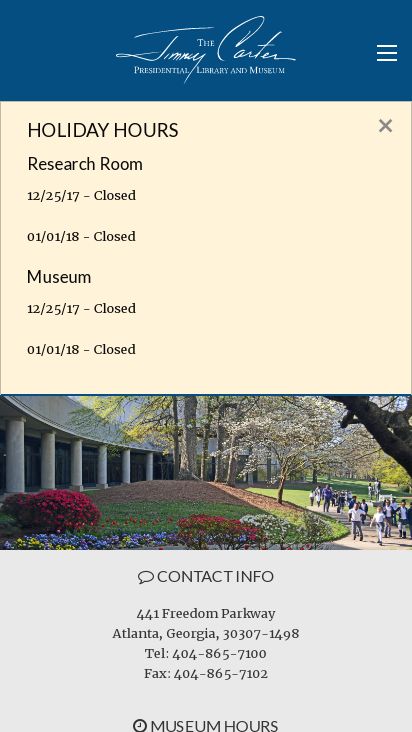 THE
Jimmy Carter
PRESIDENTIAL LIBRARY AND MUSEUM
×
HOLIDAY HOURS
Research Room
12/25/17 - Closed
01/01/18 - Closed
Museum
12/25/17 - Closed
01/01/18 - Closed
CONTACT INFO
441 Freedom Parkway
Atlanta, Georgia, 30307-1498
Tel: 404-865-7100
Fax: 404-865-7102
MUSEUM HOURS